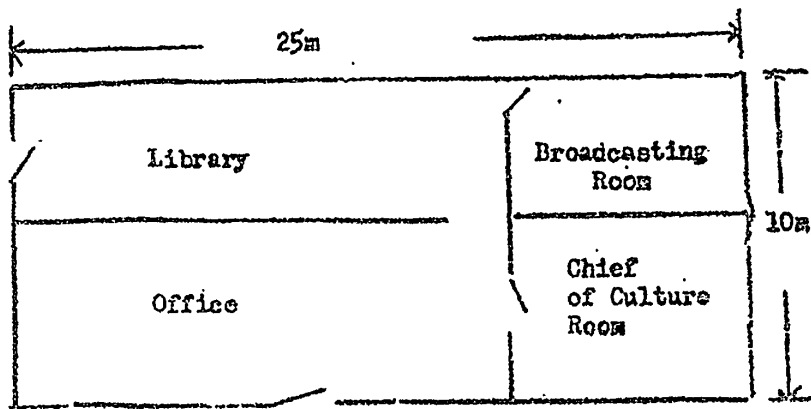 25m
Library
Broadcasting
Room
10m
Office
Chief
of Culture
Room